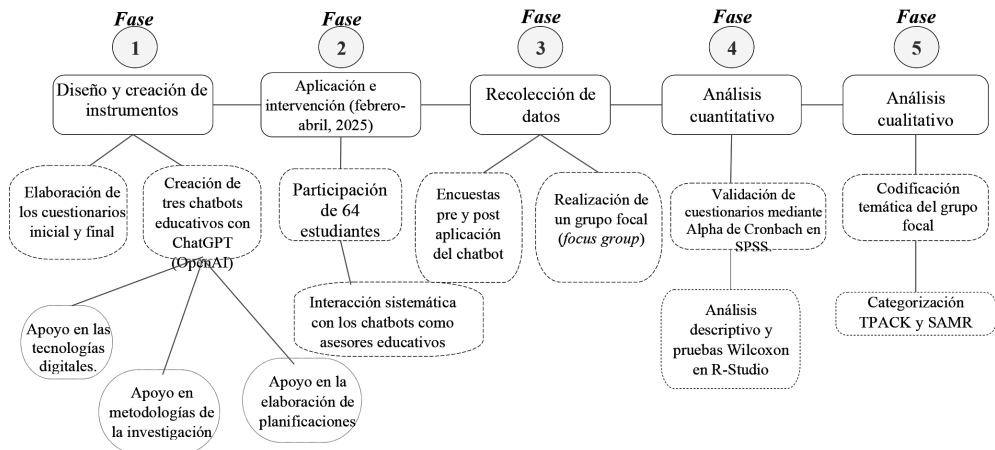 Fase
1
Diseño y creación de
instrumentos
Elaboración de
los cuestionarios
inicial y final
Creación de
tres chatbots
educativos con
ChatGPT
(OpenAI)
Apoyo en las
tecnologías
digitales.
Apoyo en
metodologías de
la investigación
Apoyo en la
elaboración de
planificaciones
Fase
2
Aplicación e
intervención (febrero-
abril, 2025)
Participación
de 64
estudiantes
Interacción sistemática
con los chatbots como
asesores educativos
Fase
3
Recolección de
datos
Encuestas
pre y post
aplicación
del chatbot
Realización de
un grupo focal
(focus group)
Fase
4
Análisis
cuantitativo
Validación de
cuestionarios mediante
Alpha de Cronbach en
SPSS.
Análisis
descriptivo y
pruebas Wilcoxon
en R-Studio
Fase
5
Análisis
cualitativo
Codificación
temática del grupo
focal
Categorización
TPACK y SAMR